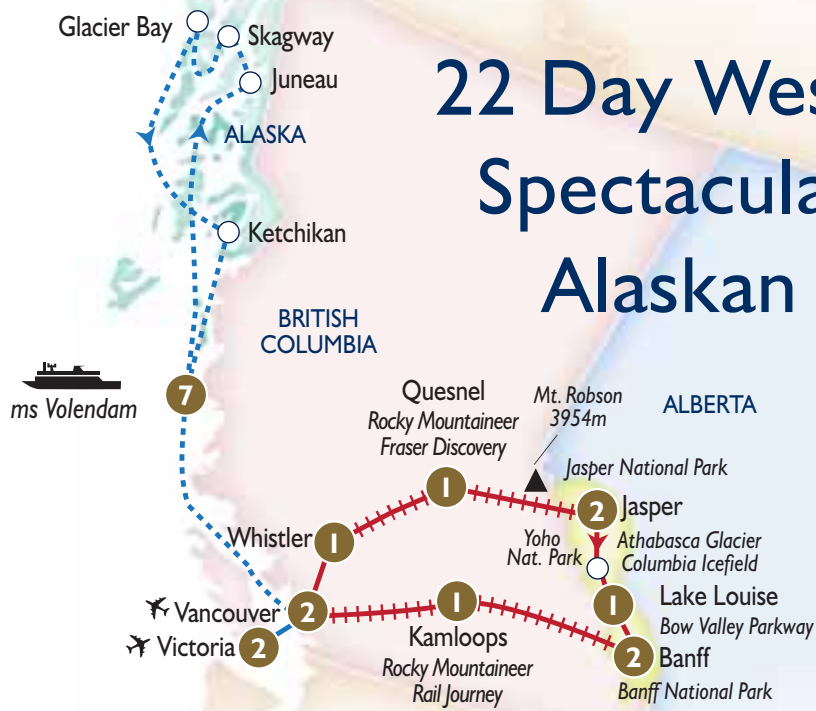 22 Day Wes
Spectacula
Alaskan
Glacier Bay
Skagway
Juneau
ALASKA
Ketchikan
BRITISH
COLUMBIA
ms Volendam
7
Quesnel
Rocky Mountaineer
Fraser Discovery
1
Mt. Robson
3954m
ALBERTA
Jasper National Park
2
Jasper
Whistler
1
Yoho
Nat. Park
Athabasca Glacier
Columbia Icefield
1
Lake Louise
Bow Valley Parkway
Vancouver
2
Victoria
2
1
Kamloops
Rocky Mountaineer
Rail Journey
2
Banff
Banff National Park